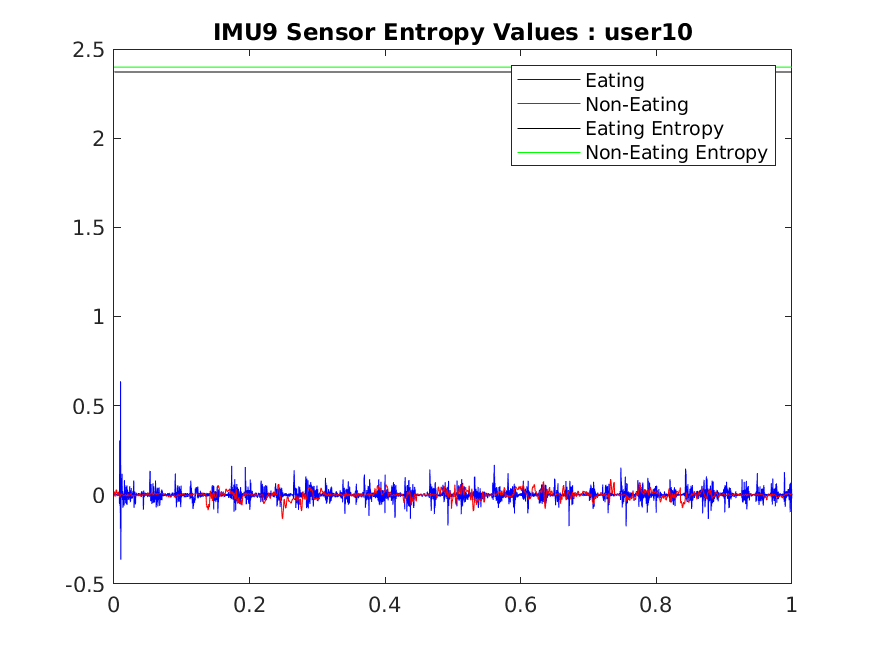 IMU9 Sensor Entropy Values : user10
2.5
2
1.5
1
0.5
0
-0.5
Eating
Non-Eating
Eating Entropy
Non-Eating Entropy
0
0.2
0.4
0.6
0.8
1